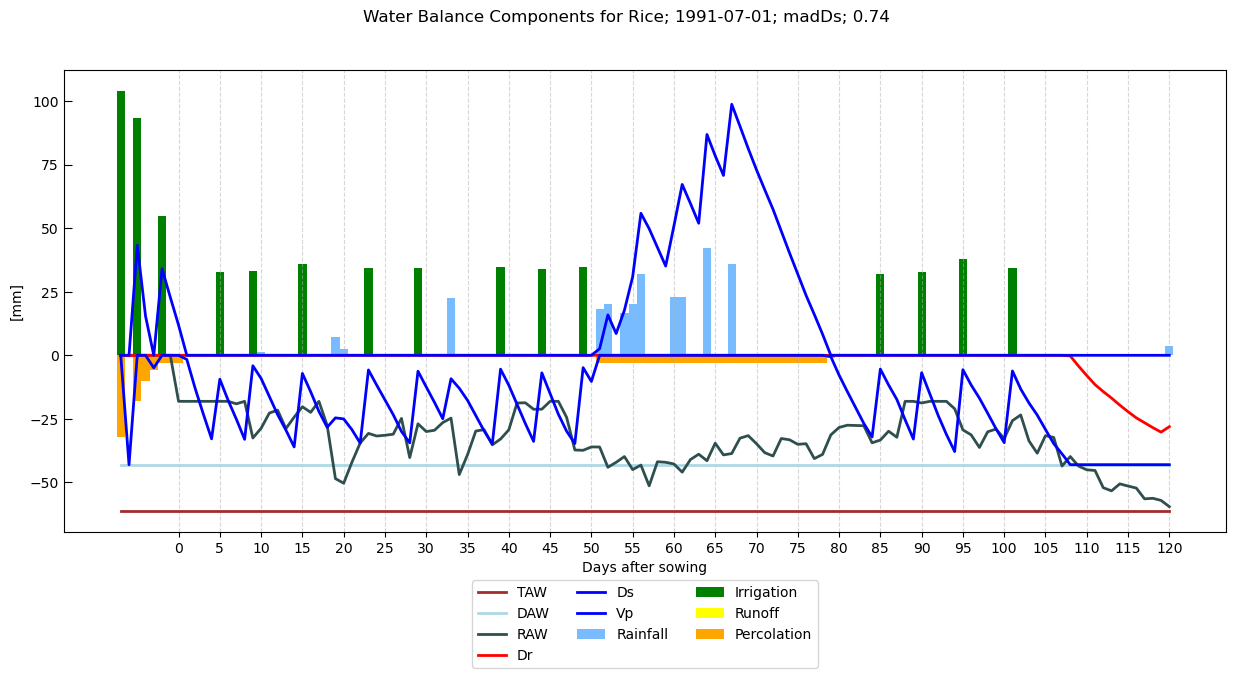 Water Balance Components for Rice; 1991-07-01; madDs; 0.74
100
75
50
25
0
−25
−50
[mm]
0 5 10 15 20 25 30 35 40 45 50 55 60 65 70 75 80 85 90 95 100 105 110 115 120
Days after sowing
TAW Ds Irrigation
DAW Vp Runoff
RAW Rainfall Percolation
Dr